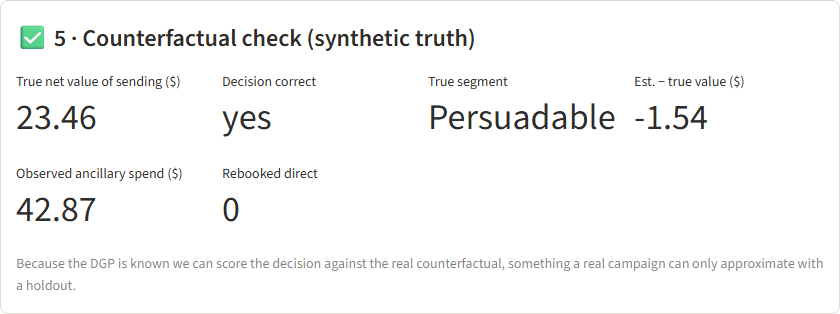 ✅ 5 · Counterfactual check (synthetic truth)
True net value of sending ($)
23.46
Decision correct
yes
True segment
Persuadable
Est. − true value ($)
-1.54
Observed ancillary spend ($)
42.87
Rebooked direct
0
Because the DGP is known we can score the decision against the real counterfactual, something a real campaign can only approximate with
a holdout.